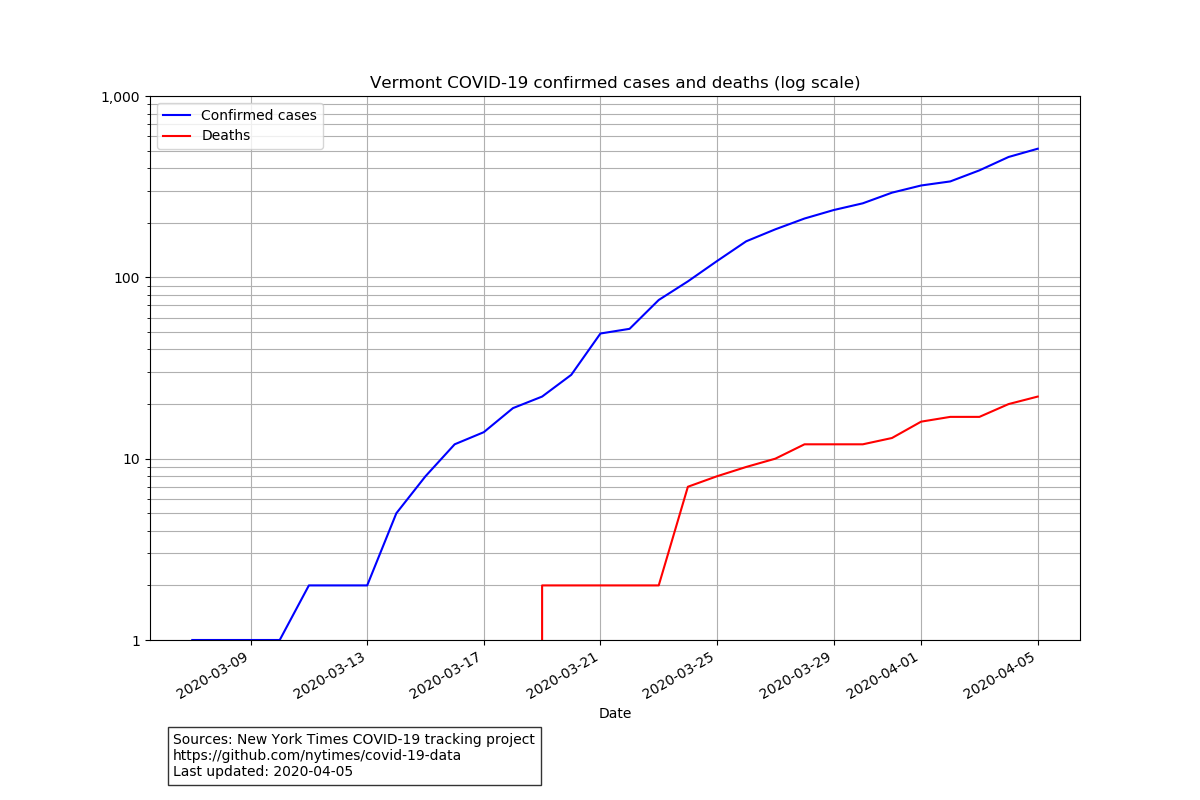 Vermont COVID-19 confirmed cases and deaths (log scale)
1,000
100
10
1
Confirmed cases
Deaths
2020-03-09
2020-03-13
2020-03-17
2020-03-21
2020-03-25
2020-03-29
2020-04-01
2020-04-05
Date
Sources: New York Times COVID-19 tracking project
https://github.com/nytimes/covid-19-data
Last updated: 2020-04-05